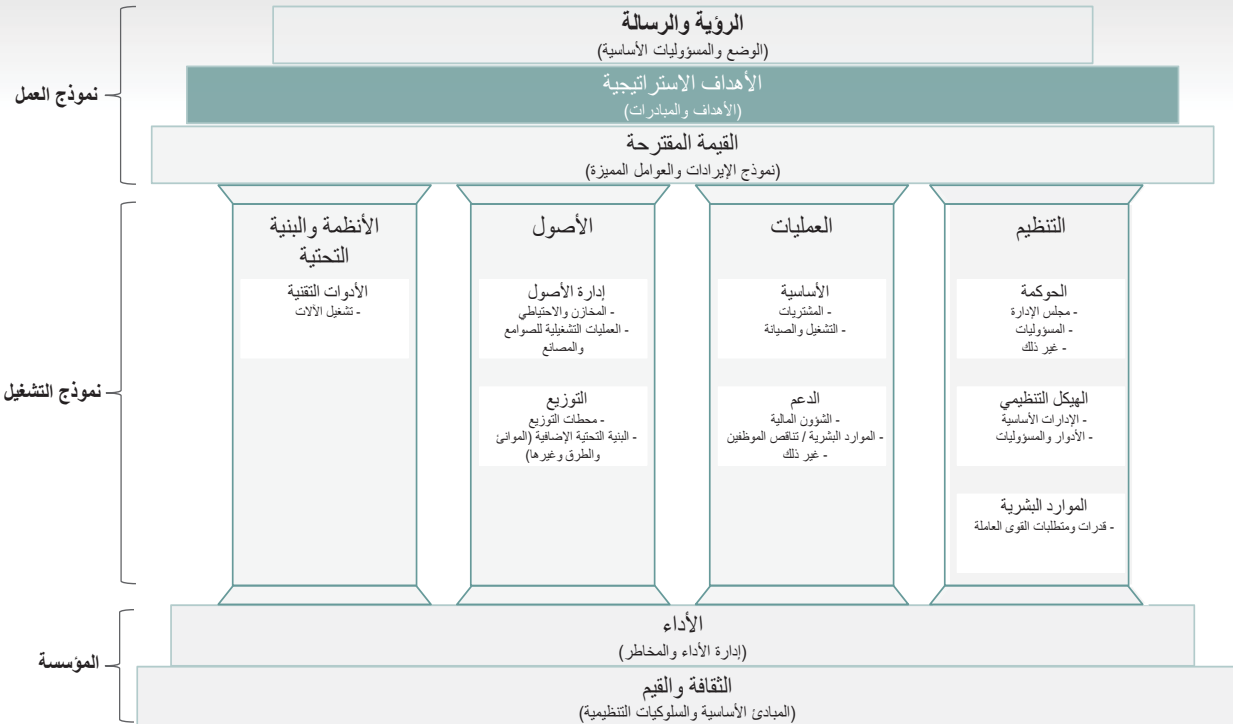 الرؤية والرسالة
(الوضع والمسؤوليات الأساسية)
الأهداف الاستراتيجية
(الأهداف والمبادرات)
القيمة المقترحة
(نموذج الإيرادات والعوامل المميزة)
نموذج العمل
التنظيم
الحوكمة
- مجلس الإدارة
- المسؤوليات
- غير ذلك
الهيكل التنظيمي
- الإدارات الأساسية
- الأدوار والمسؤوليات
الموارد البشرية
- قدرات ومتطلبات القوى العاملة
العمليات
الأساسية
- المشتريات
- التشغيل والصيانة
الدعم
- الشؤون المالية
- الموارد البشرية / تناقص الموظفين
- غير ذلك
الأصول
إدارة الأصول
- المخازن والاحتياطي
- العمليات التشغيلية للصوامع
والمصانع
التوزيع
- محطات التوزيع
- البنية التحتية الإضافية (الموانئ
والطرق وغيرها)
الأنظمة والبنية
التحتية
الأدوات التقنية
- تشغيل الآلات
نموذج التشغيل
الأداء
(إدارة الأداء والمخاطر)
الثقافة والقيم
(المبادئ الأساسية والسلوكيات التنظيمية)
المؤسسة